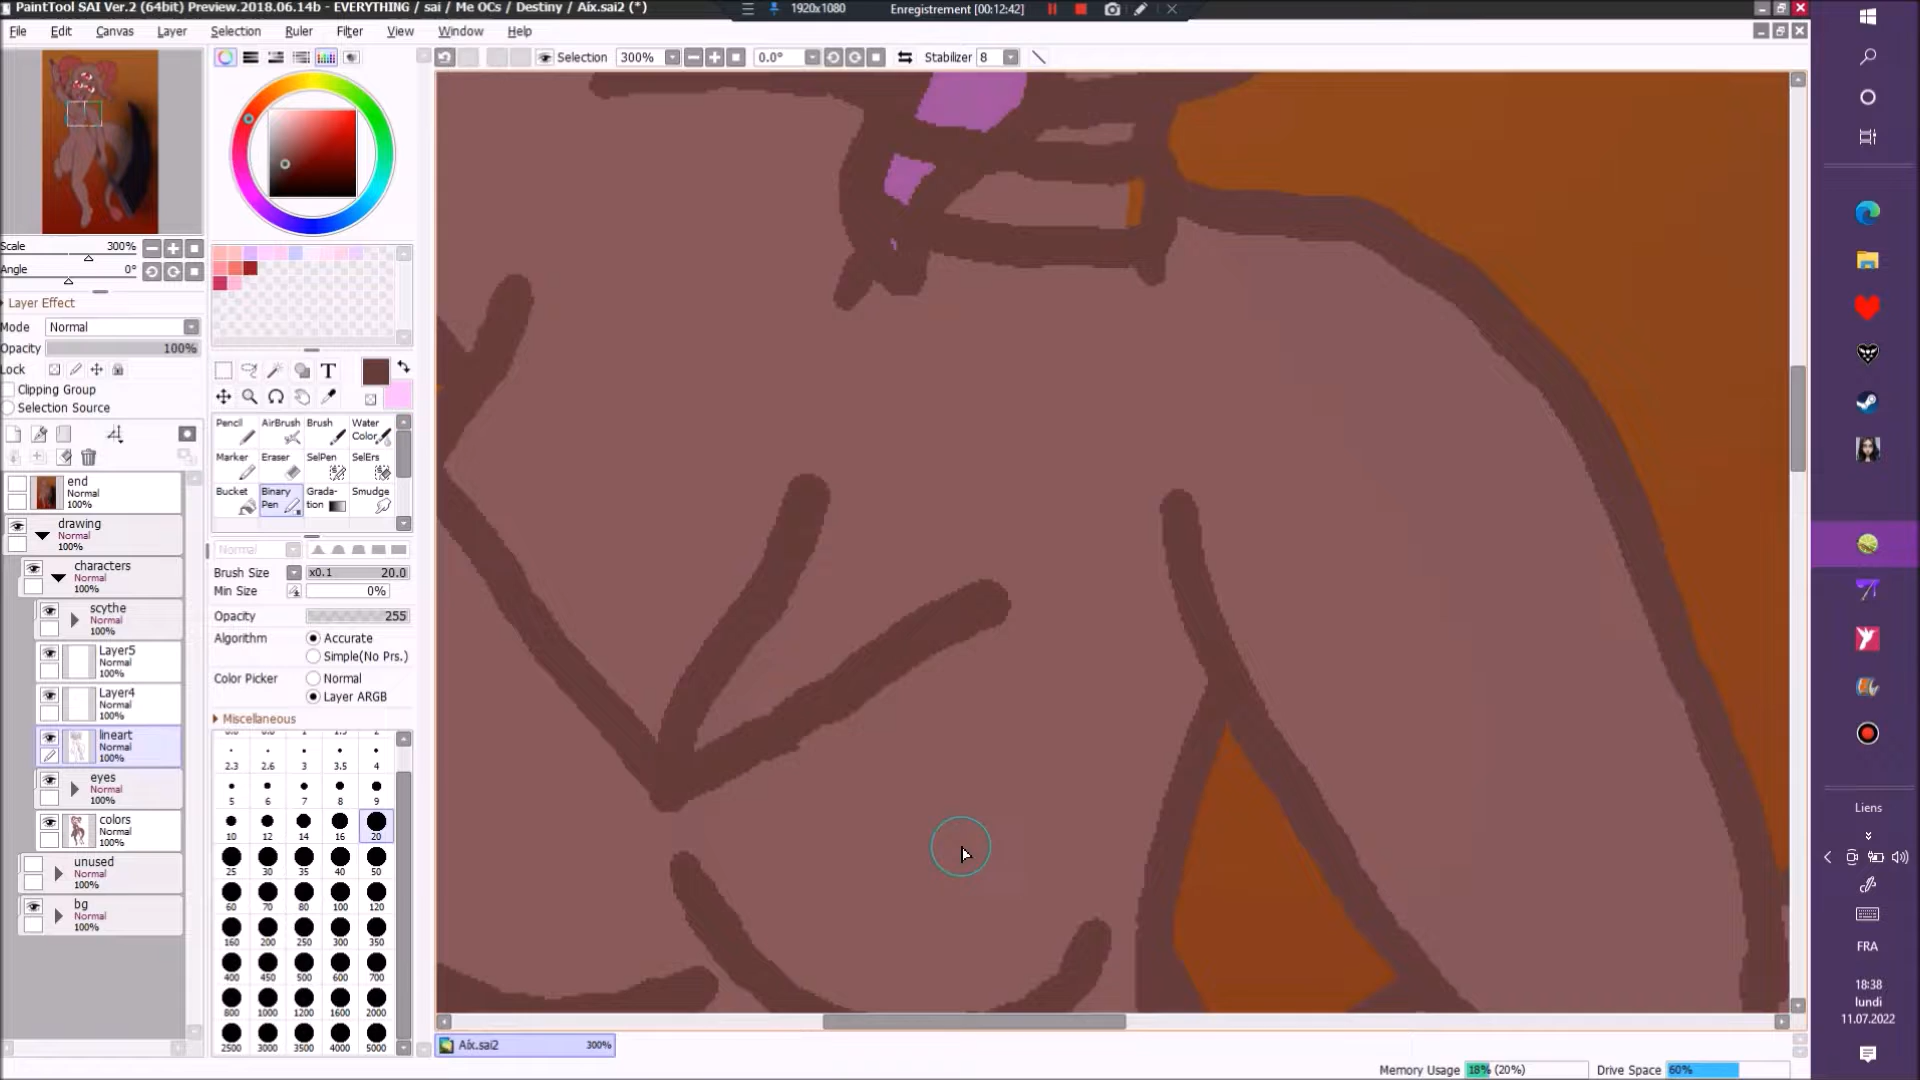 PaintTool SAI Ver.2 (64bit) Preview.2018.06.14b - EVERYTHING / sai / Me OCs / Destiny / Aíx.sai2 (*)
1920x1080
Enregistrement [00:12:42]
File Edit Canvas Layer Selection Ruler Filter View Window Help
Selection 300% 0.0° Stabilizer 8
Scale 300%
Angle 0°
Layer Effect
Mode Normal
Opacity 100%
Lock
Clipping Group
Selection Source
end
Normal
100%
drawing
Normal
100%
characters
Normal
100%
scythe
Normal
100%
Layer5
Normal
100%
Layer4
Normal
100%
lineart
Normal
100%
eyes
Normal
100%
colors
Normal
100%
unused
Normal
100%
bg
Normal
100%
T
Pencil AirBrush Brush Water Color
Marker Eraser SelPen SelErs
Bucket Binary Pen Grada-tion Smudge
Normal
Brush Size x0.1 20.0
Min Size 0%
Opacity 255
Algorithm Accurate
Simple(No Prs.)
Color Picker Normal
Layer ARGB
Miscellaneous
2.3 2.6 3 3.5 4
5 6 7 8 9
10 12 14 16 20
25 30 35 40 50
60 70 80 100 120
160 200 250 300 350
400 450 500 600 700
800 1000 1200 1600 2000
2500 3000 3500 4000 5000
Aíx.sai2 300%
Memory Usage 18% (20%) Drive Space 60%
Liens
FRA
18:38
lundi
11.07.2022